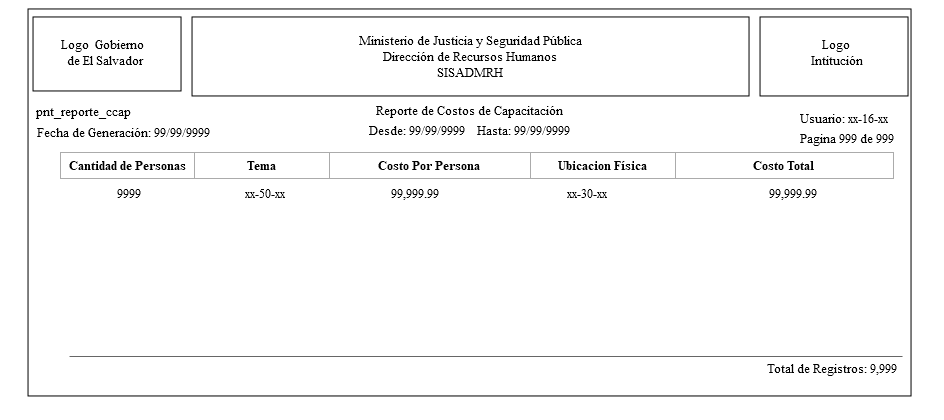 Logo Gobierno
de El Salvador
Ministerio de Justicia y Seguridad Pública
Dirección de Recursos Humanos
SISADMRH
Logo
Intitución
pnt_reporte_ccap
Fecha de Generación: 99/99/9999
Reporte de Costos de Capacitación
Desde: 99/99/9999 Hasta: 99/99/9999
Usuario: xx-16-xx
Pagina 999 de 999
Cantidad de Personas Tema Costo Por Persona Ubicacion Física Costo Total
9999 xx-50-xx 99,999.99 xx-30-xx 99,999.99
Total de Registros: 9,999